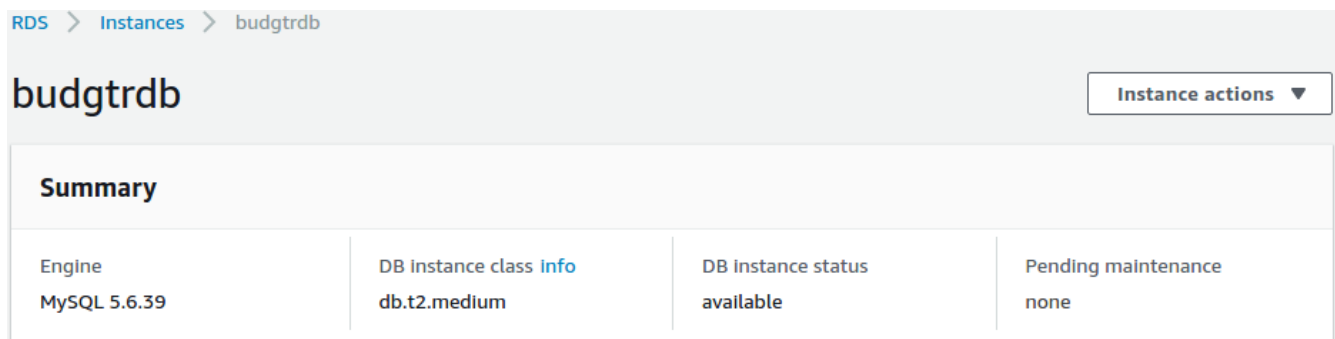 RDS > Instances > budgtrdb
budgtrdb
Instance actions ▼
Summary
Engine
MySQL 5.6.39
DB instance class info
db.t2.medium
DB instance status
available
Pending maintenance
none